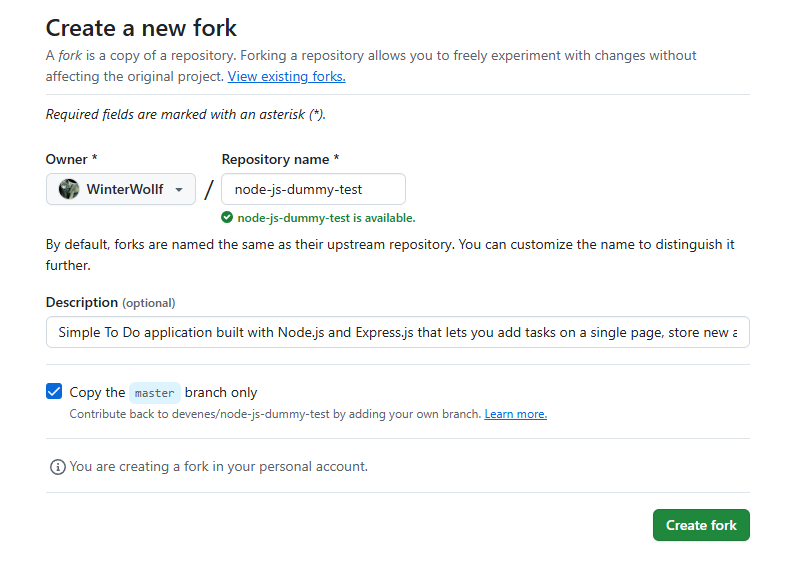 Create a new fork
A fork is a copy of a repository. Forking a repository allows you to freely experiment with changes without
affecting the original project. View existing forks.
Required fields are marked with an asterisk (*).
Owner *
Repository name *
WinterWollf
/
node-js-dummy-test
node-js-dummy-test is available.
By default, forks are named the same as their upstream repository. You can customize the name to distinguish it
further.
Description (optional)
Simple To Do application built with Node.js and Express.js that lets you add tasks on a single page, store new a
Copy the master branch only
Contribute back to devenes/node-js-dummy-test by adding your own branch. Learn more.
You are creating a fork in your personal account.
Create fork